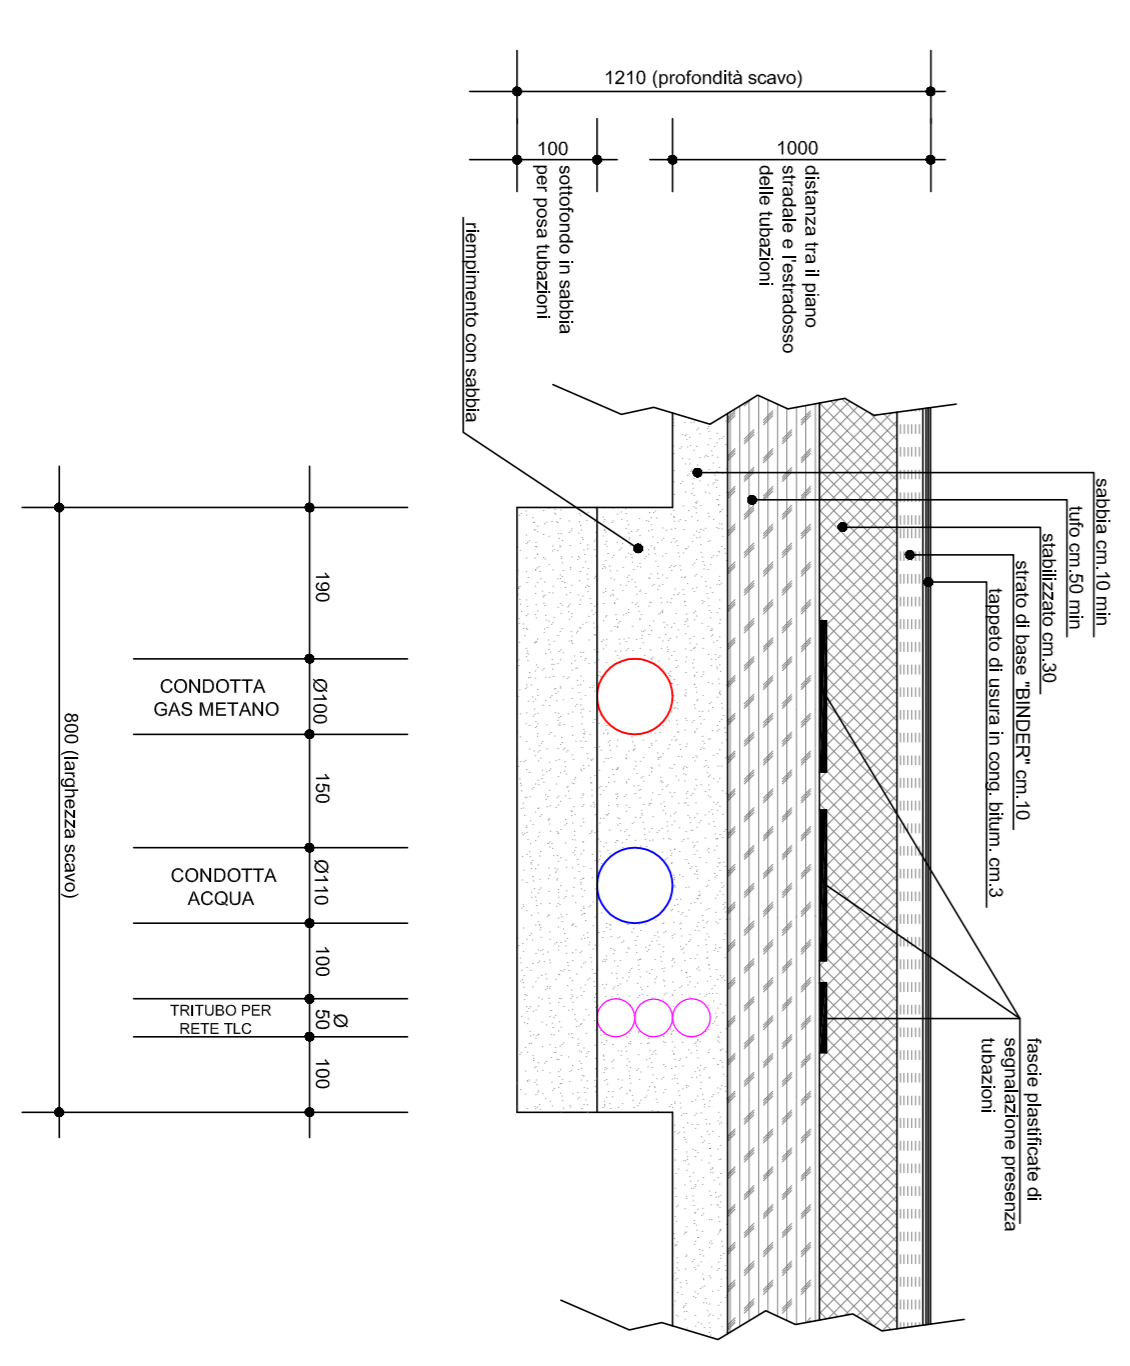 1210 (profondità scavo)
100
sottofondo in sabbia
per posa tubazioni
1000
distanza tra il piano
stradale e l'estradosso
delle tubazioni
riempimento con sabbia
sabbia cm.10 min
tufo cm.50 min
stabilizzato cm.30
strato di base "BINDER" cm.10
tappeto di usura in cong. bitum. cm.3
fascie plastificate di
segnalazione presenza
tubazioni
190
CONDOTTA
GAS METANO
Ø100
150
CONDOTTA
ACQUA
Ø110
100
TRITUBO PER
RETE TLC
Ø
50
100
800 (larghezza scavo)